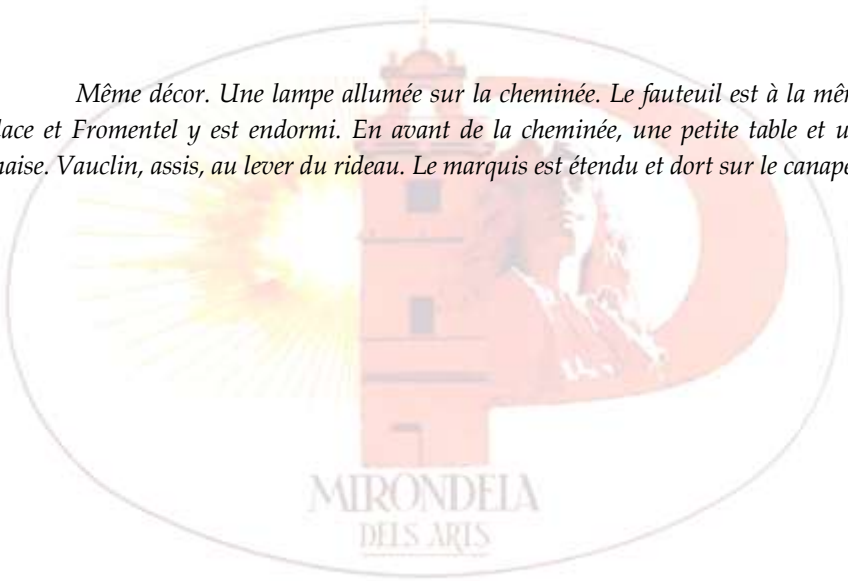 Même décor. Une lampe allumée sur la cheminée. Le fauteuil est à la mêm
lace et Fromentel y est endormi. En avant de la cheminée, une petite table et u
haise. Vauclin, assis, au lever du rideau. Le marquis est étendu et dort sur le canapé
MIRONDELA
DELS ARTS